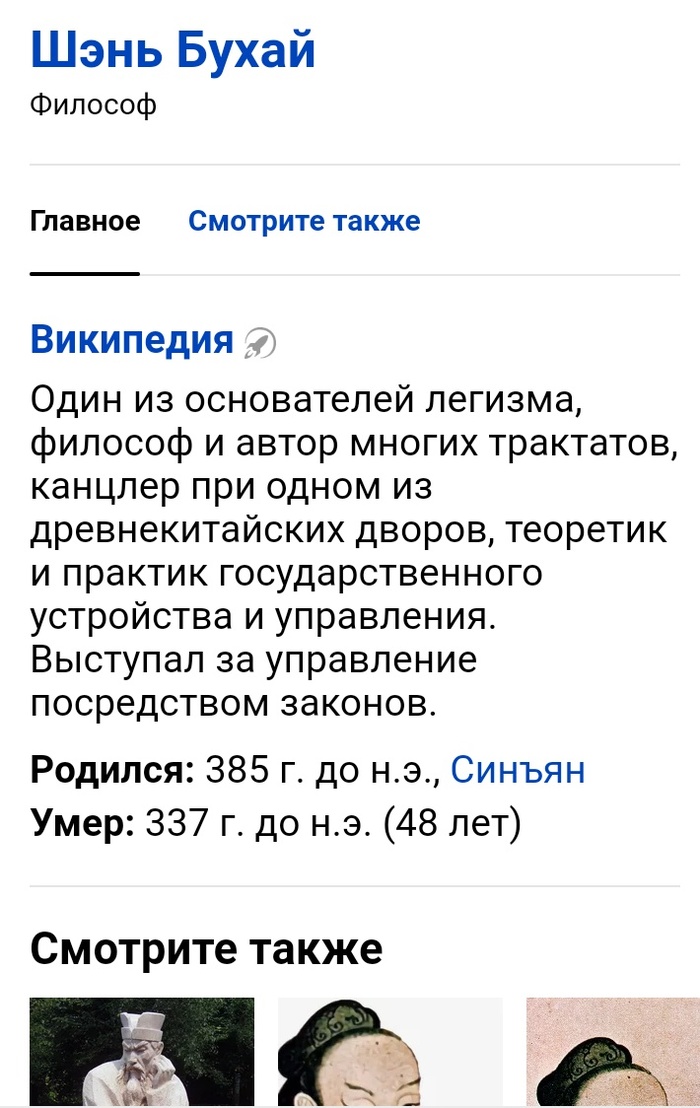 Шэнь Бухай
Философ
Главное Смотрите также
Википедия
Один из основателей легизма,
философ и автор многих трактатов,
канцлер при одном из
древнекитайских дворов, теоретик
и практик государственного
устройства и управления.
Выступал за управление
посредством законов.
Родился: 385 г. до н.э., Синъян
Умер: 337 г. до н.э. (48 лет)
Смотрите также